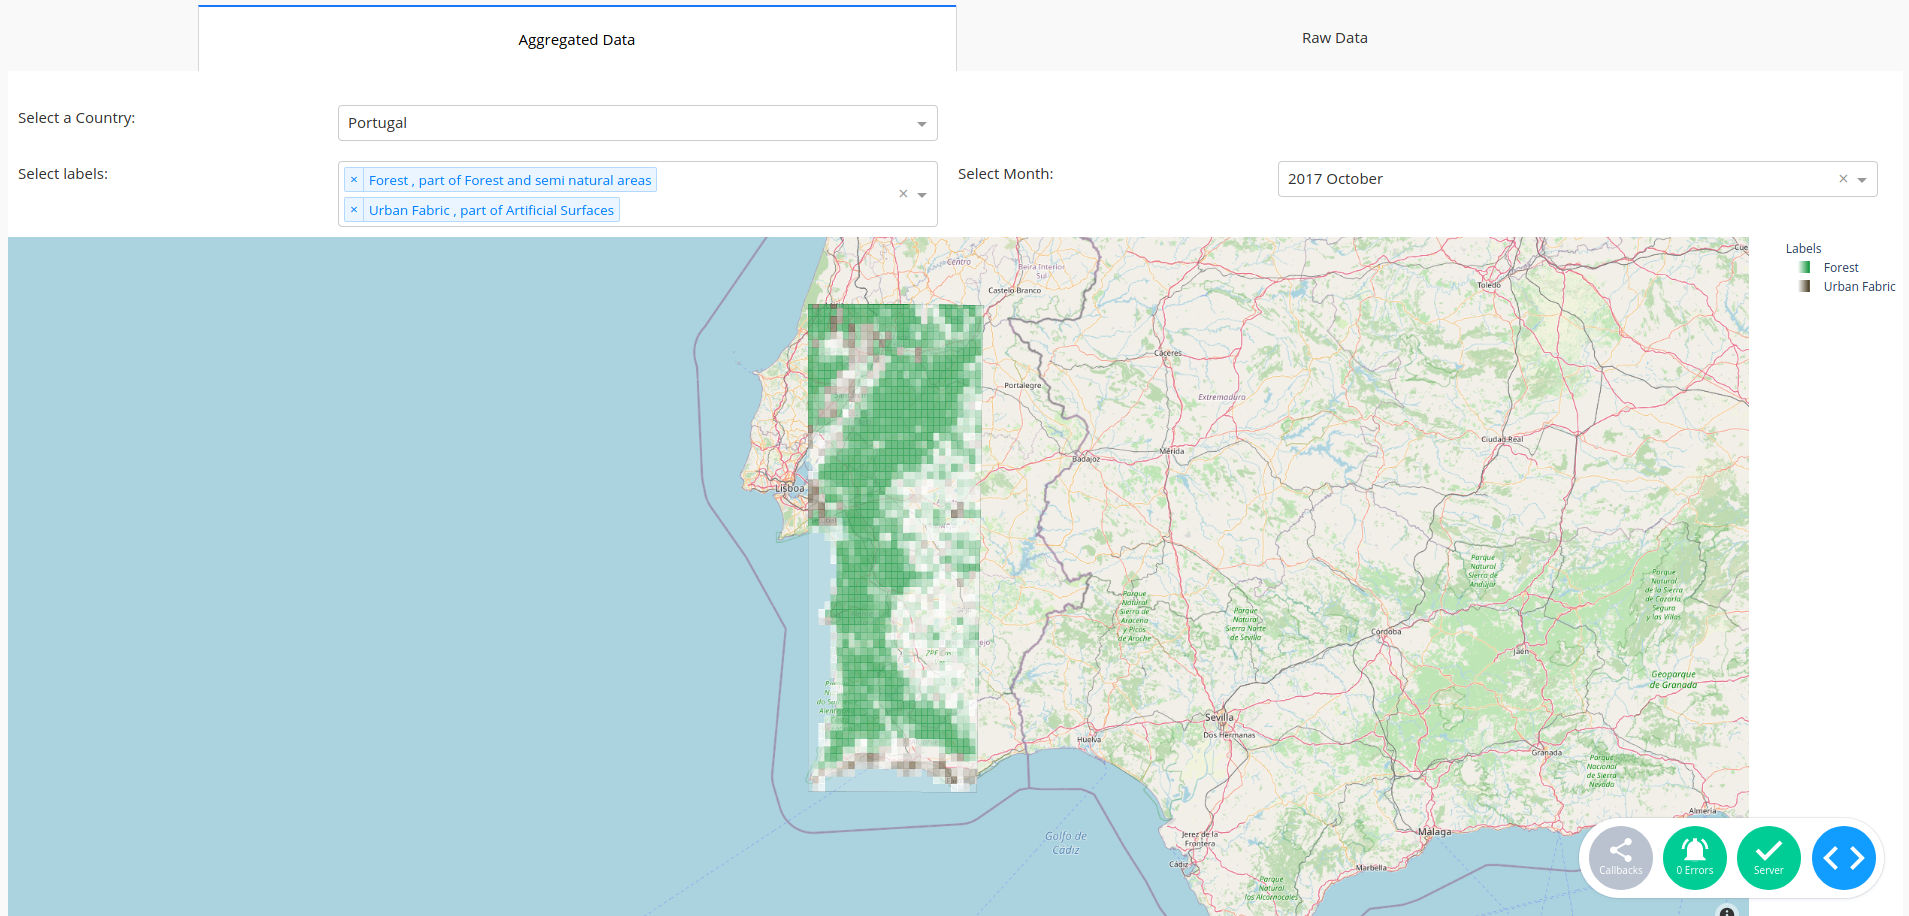 Aggregated Data
Raw Data
Select a Country:
Portugal
Select labels:
× Forest , part of Forest and semi natural areas
× Urban Fabric , part of Artificial Surfaces
×
Select Month:
2017 October
×
Labels
Forest
Urban Fabric
Centro
Beira Interior
Sul
Castelo Branco
Toledo
Cáceres
Portalegre
Extremadura
Ciudad Real
Badajoz
Mérida
Lisboa
Parque
Natural
Sierra de
Andújar
Parque
Natural
de la Sierra
de Cazorla,
Segura
y las Villas
Parque
Natural
Sierra de
Aracena
y Picos
de Aroche
Parque
Natural
Sierra Norte
de Sevilla
Córdoba
Jaén
Geoparque
de Granada
Sevilla
Dos Hermanas
Huelva
Granada
Parque
Nacional
de Sierra
Nevada
Almería
Golfo de
Cádiz
Jerez de la
Frontera
Cádiz
Málaga
Marbella
Parque
Natural
los Alcornocales
Callbacks
0 Errors
Server